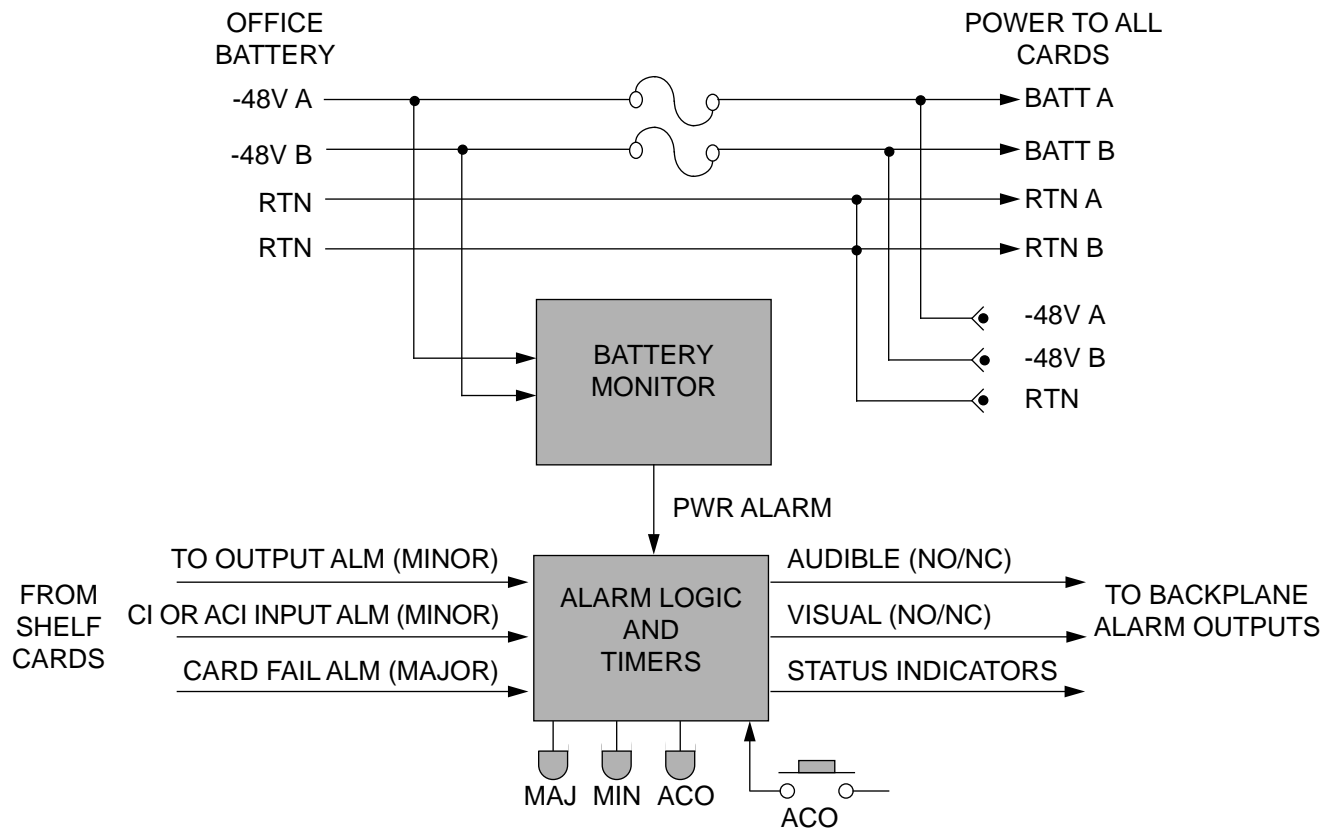 OFFICE
BATTERY
POWER TO ALL
CARDS
-48V A
BATT A
-48V B
BATT B
RTN
RTN A
RTN
RTN B
-48V A
-48V B
RTN
BATTERY
MONITOR
PWR ALARM
FROM
SHELF
CARDS
TO OUTPUT ALM (MINOR)
CI OR ACI INPUT ALM (MINOR)
CARD FAIL ALM (MAJOR)
ALARM LOGIC
AND
TIMERS
AUDIBLE (NO/NC)
VISUAL (NO/NC)
STATUS INDICATORS
TO BACKPLANE
ALARM OUTPUTS
MAJ
MIN
ACO
ACO